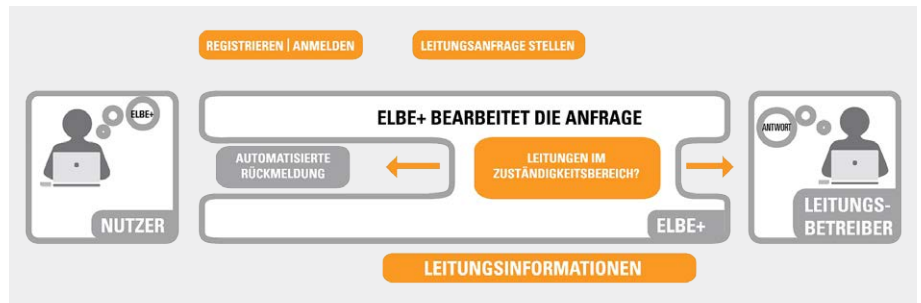 REGISTRIEREN | ANMELDEN
LEITUNGSANFRAGE STELLEN
ELBE+
NUTZER
ELBE+ BEARBEITET DIE ANFRAGE
AUTOMATISIERTE
RÜCKMELDUNG
LEITUNGEN IM
ZUSTÄNDIGKEITSBEREICH?
ELBE+
ANTWORT
LEITUNGS-
BETREIBER
LEITUNGSINFORMATIONEN